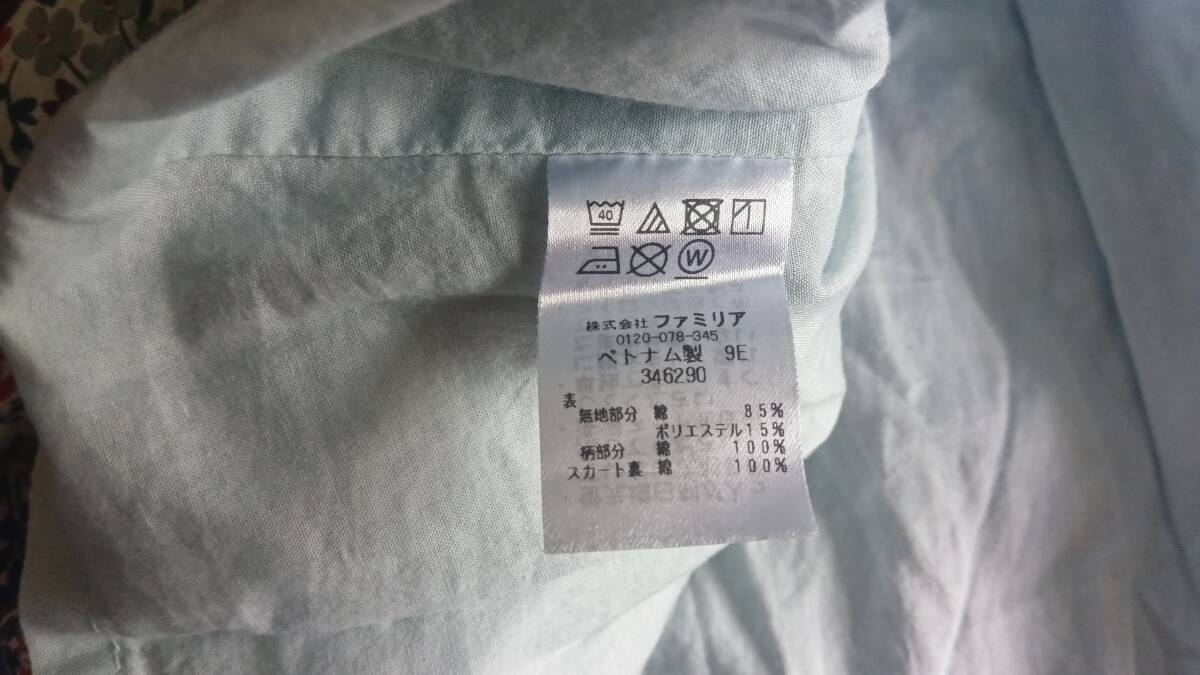 40
W
株式会社 ファミリア
0120-078-345
ベトナム製 9E
346290
表
無地部分 綿 85%
ポリエステル15%
柄部分 綿 100%
スカート裏 綿 100%